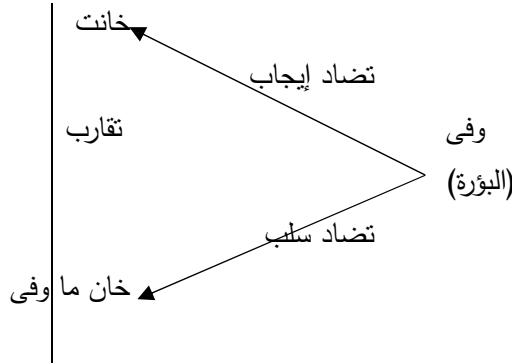 خانت
تضاد إيجاب
تقارب
وفى
(البؤرة)
تضاد سلب
خان ما وفى